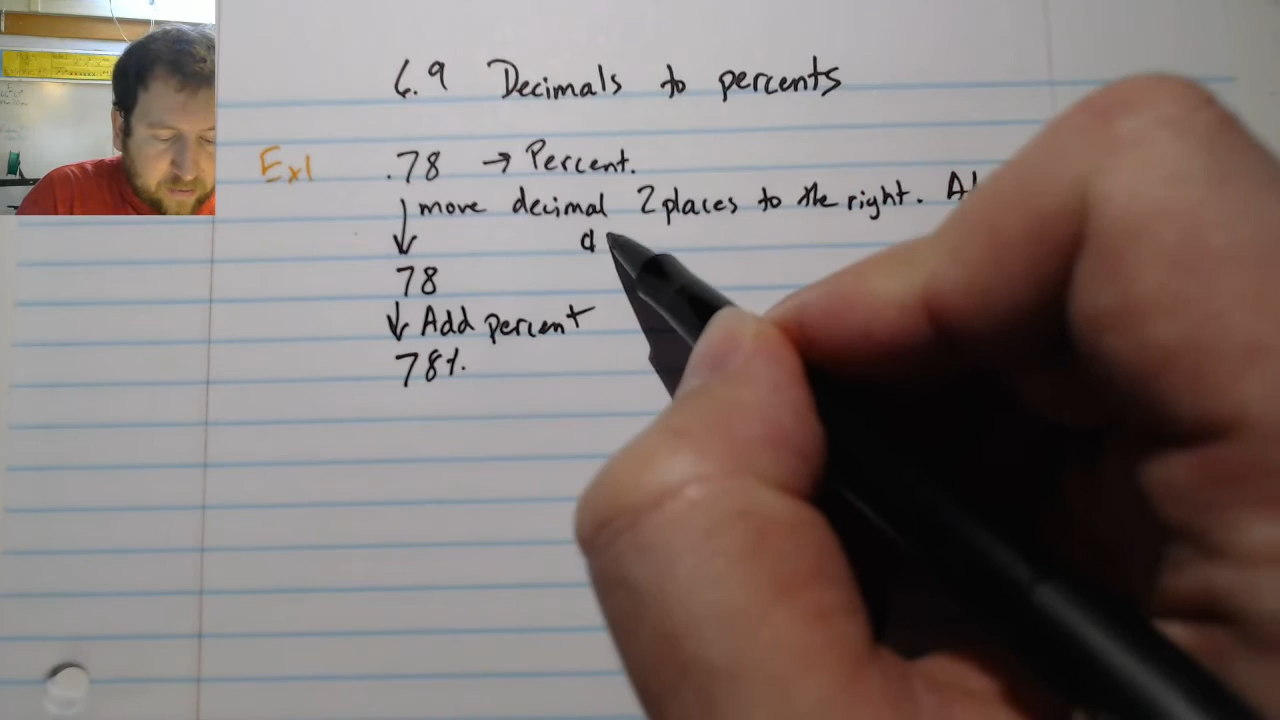 6.9 Decimals to percents
Ex1 .78 → Percent.
move decimal 2 places to the right.
d
78
Add percent
78%